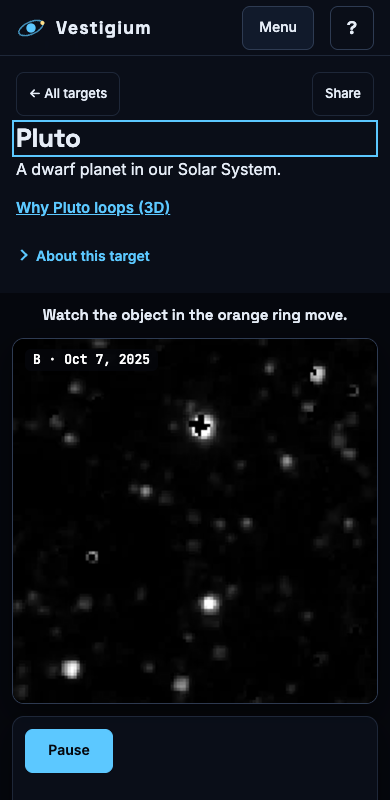 Vestigium
Menu
?
← All targets
Share
Pluto
A dwarf planet in our Solar System.
Why Pluto loops (3D)
About this target
Watch the object in the orange ring move.
B · Oct 7, 2025
Pause